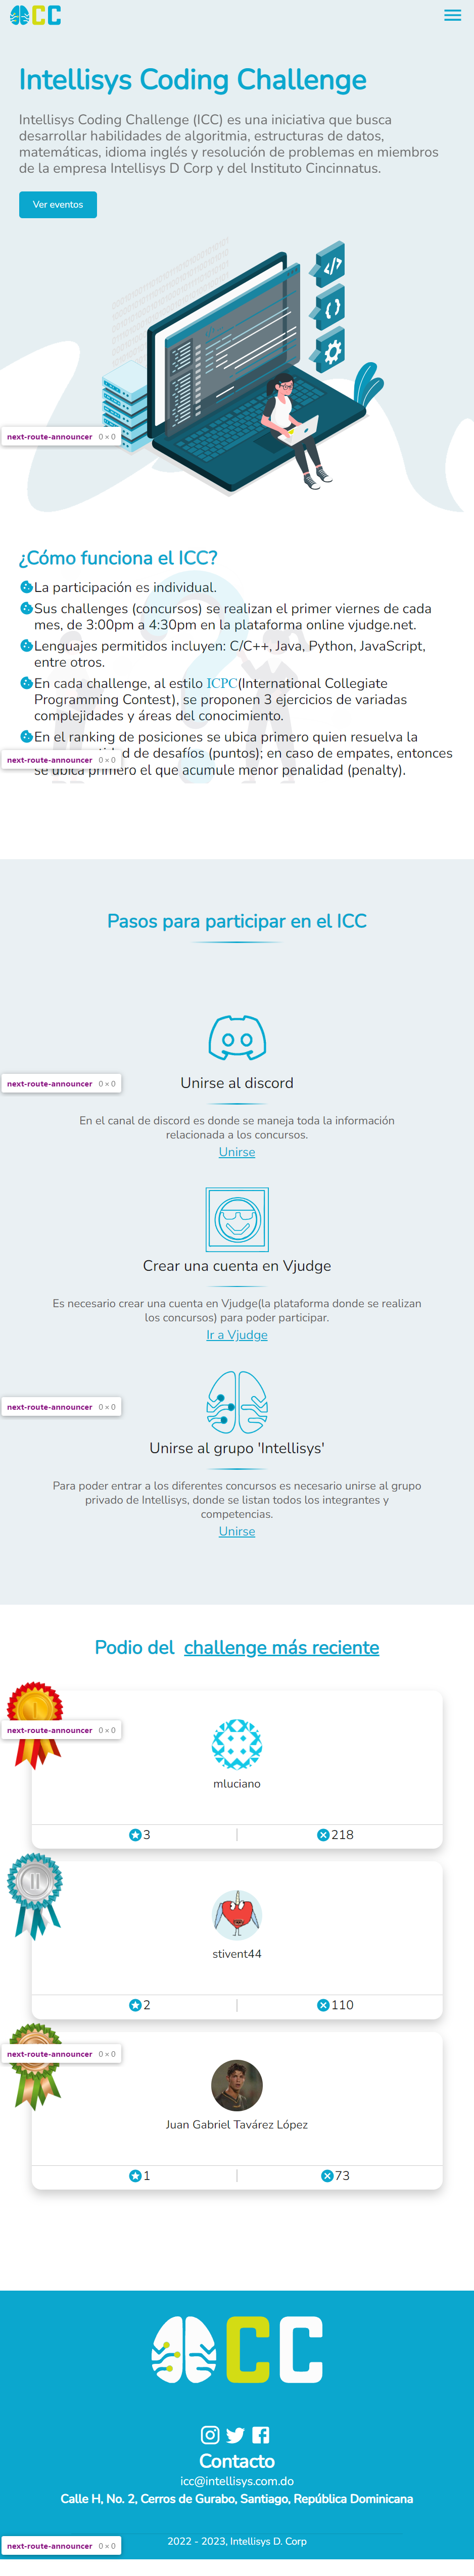 CC
Intellisys Coding Challenge
Intellisys Coding Challenge (ICC) es una iniciativa que busca
desarrollar habilidades de algoritmia, estructuras de datos,
matemáticas, idioma inglés y resolución de problemas en miembros
de la empresa Intellisys D Corp y del Instituto Cincinnatus.
Ver eventos
next-route-announcer 0 × 0
¿Cómo funciona el ICC?
La participación es individual.
Sus challenges (concursos) se realizan el primer viernes de cada
mes, de 3:00pm a 4:30pm en la plataforma online vjudge.net.
Lenguajes permitidos incluyen: C/C++, Java, Python, JavaScript,
entre otros.
En cada challenge, al estilo ICPC(International Collegiate
Programming Contest), se proponen 3 ejercicios de variadas
complejidades y áreas del conocimiento.
En el ranking de posiciones se ubica primero quien resuelva la
d de desafíos (puntos); en caso de empates, entonces
next-route-announcer 0 × 0
se ubica primero el que acumule menor penalidad (penalty).
Pasos para participar en el ICC
Unirse al discord
next-route-announcer 0 × 0
En el canal de discord es donde se maneja toda la información
relacionada a los concursos.
Unirse
Crear una cuenta en Vjudge
Es necesario crear una cuenta en Vjudge(la plataforma donde se realizan
los concursos) para poder participar.
Ir a Vjudge
next-route-announcer 0 × 0
Unirse al grupo 'Intellisys'
Para poder entrar a los diferentes concursos es necesario unirse al grupo
privado de Intellisys, donde se listan todos los integrantes y
competencias.
Unirse
Podio del challenge más reciente
I
next-route-announcer 0 × 0
mluciano
3 218
II
stivent44
2 110
next-route-announcer 0 × 0
Juan Gabriel Tavárez López
1 73
CC
Contacto
icc@intellisys.com.do
Calle H, No. 2, Cerros de Gurabo, Santiago, República Dominicana
2022 - 2023, Intellisys D. Corp
next-route-announcer 0 × 0